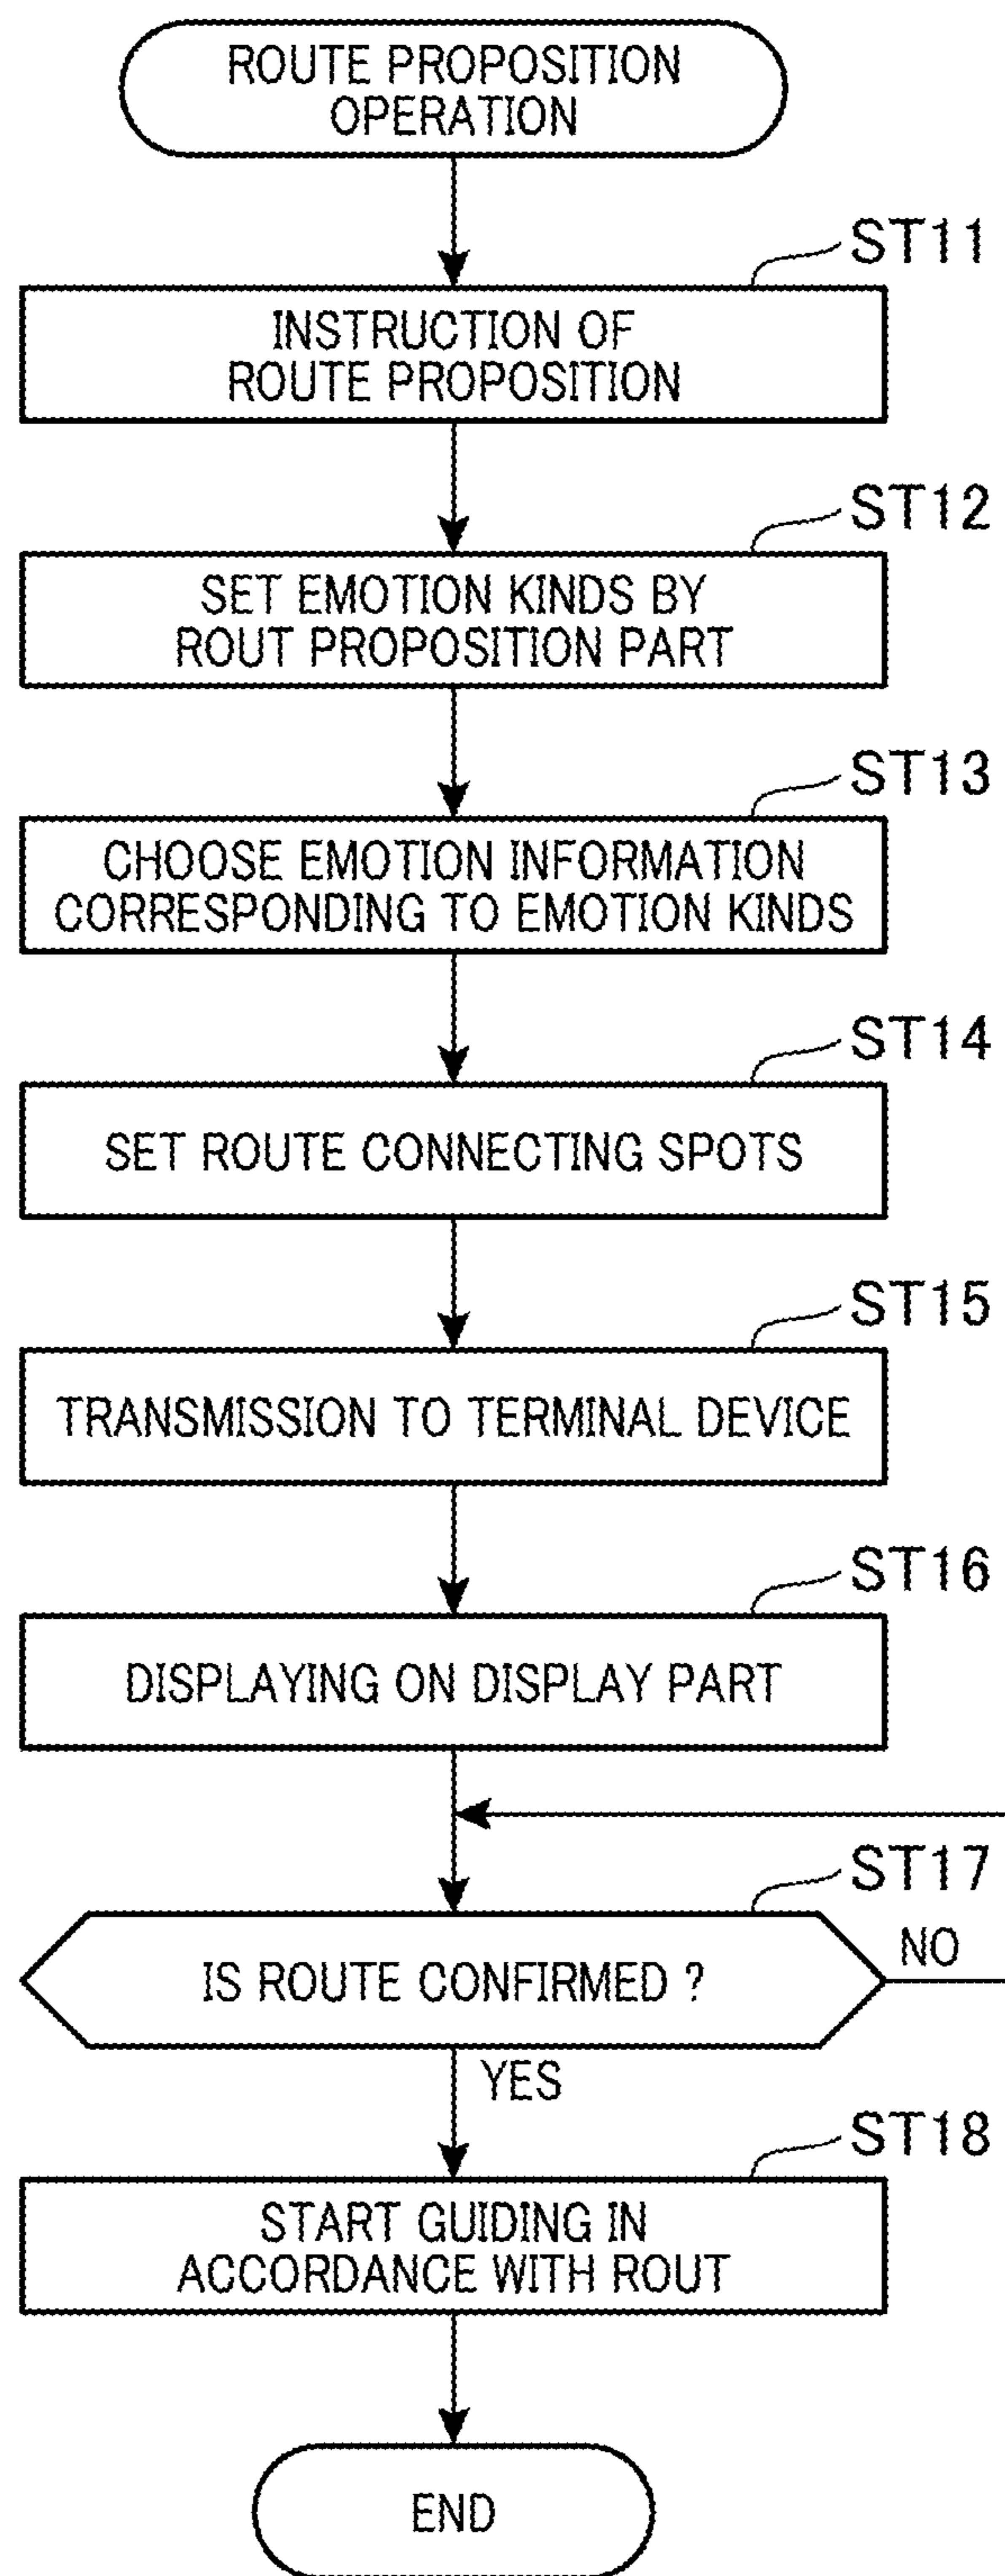 ROUTE PROPOSITION
OPERATION
ST11
INSTRUCTION OF
ROUTE PROPOSITION
ST12
SET EMOTION KINDS BY
ROUT PROPOSITION PART
ST13
CHOOSE EMOTION INFORMATION
CORRESPONDING TO EMOTION KINDS
ST14
SET ROUTE CONNECTING SPOTS
ST15
TRANSMISSION TO TERMINAL DEVICE
ST16
DISPLAYING ON DISPLAY PART
ST17
NO
IS ROUTE CONFIRMED ?
YES
ST18
START GUIDING IN
ACCORDANCE WITH ROUT
END